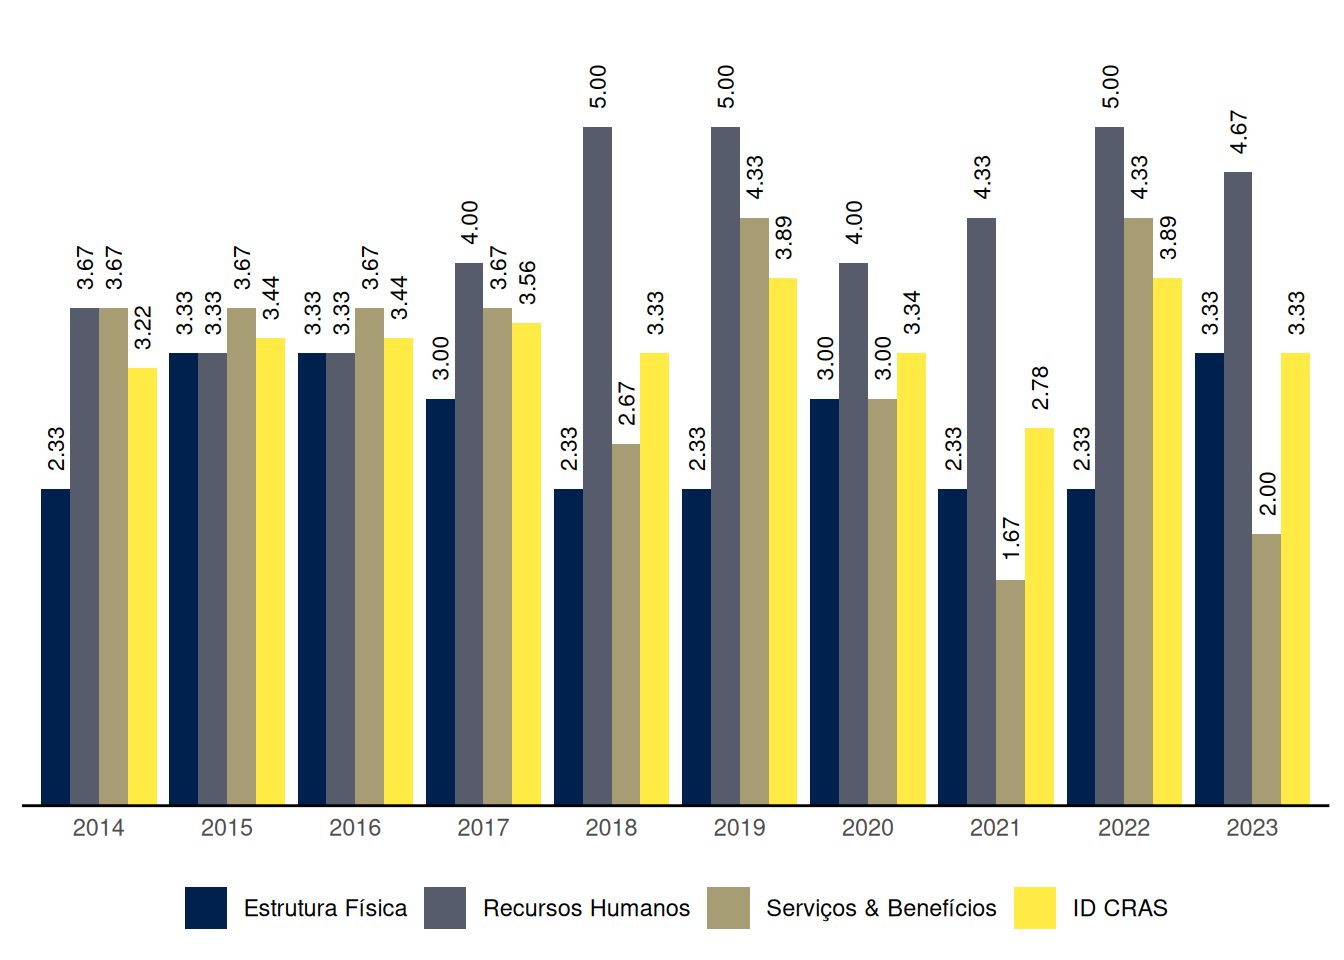 5.00 5.00 5.00
4.67
4.33 4.33 4.33
4.00 3.89 4.00 3.89
3.67 3.67 3.67 3.67 3.67 3.56
3.22 3.33 3.33 3.44 3.33 3.33 3.44 3.33 3.34 3.33 3.33
3.00 3.00 3.00 2.78
2.33 2.67 2.33 2.33 2.33 2.33
2.00
1.67
2014 2015 2016 2017 2018 2019 2020 2021 2022 2023
Estrutura Física Recursos Humanos Serviços & Benefícios ID CRAS